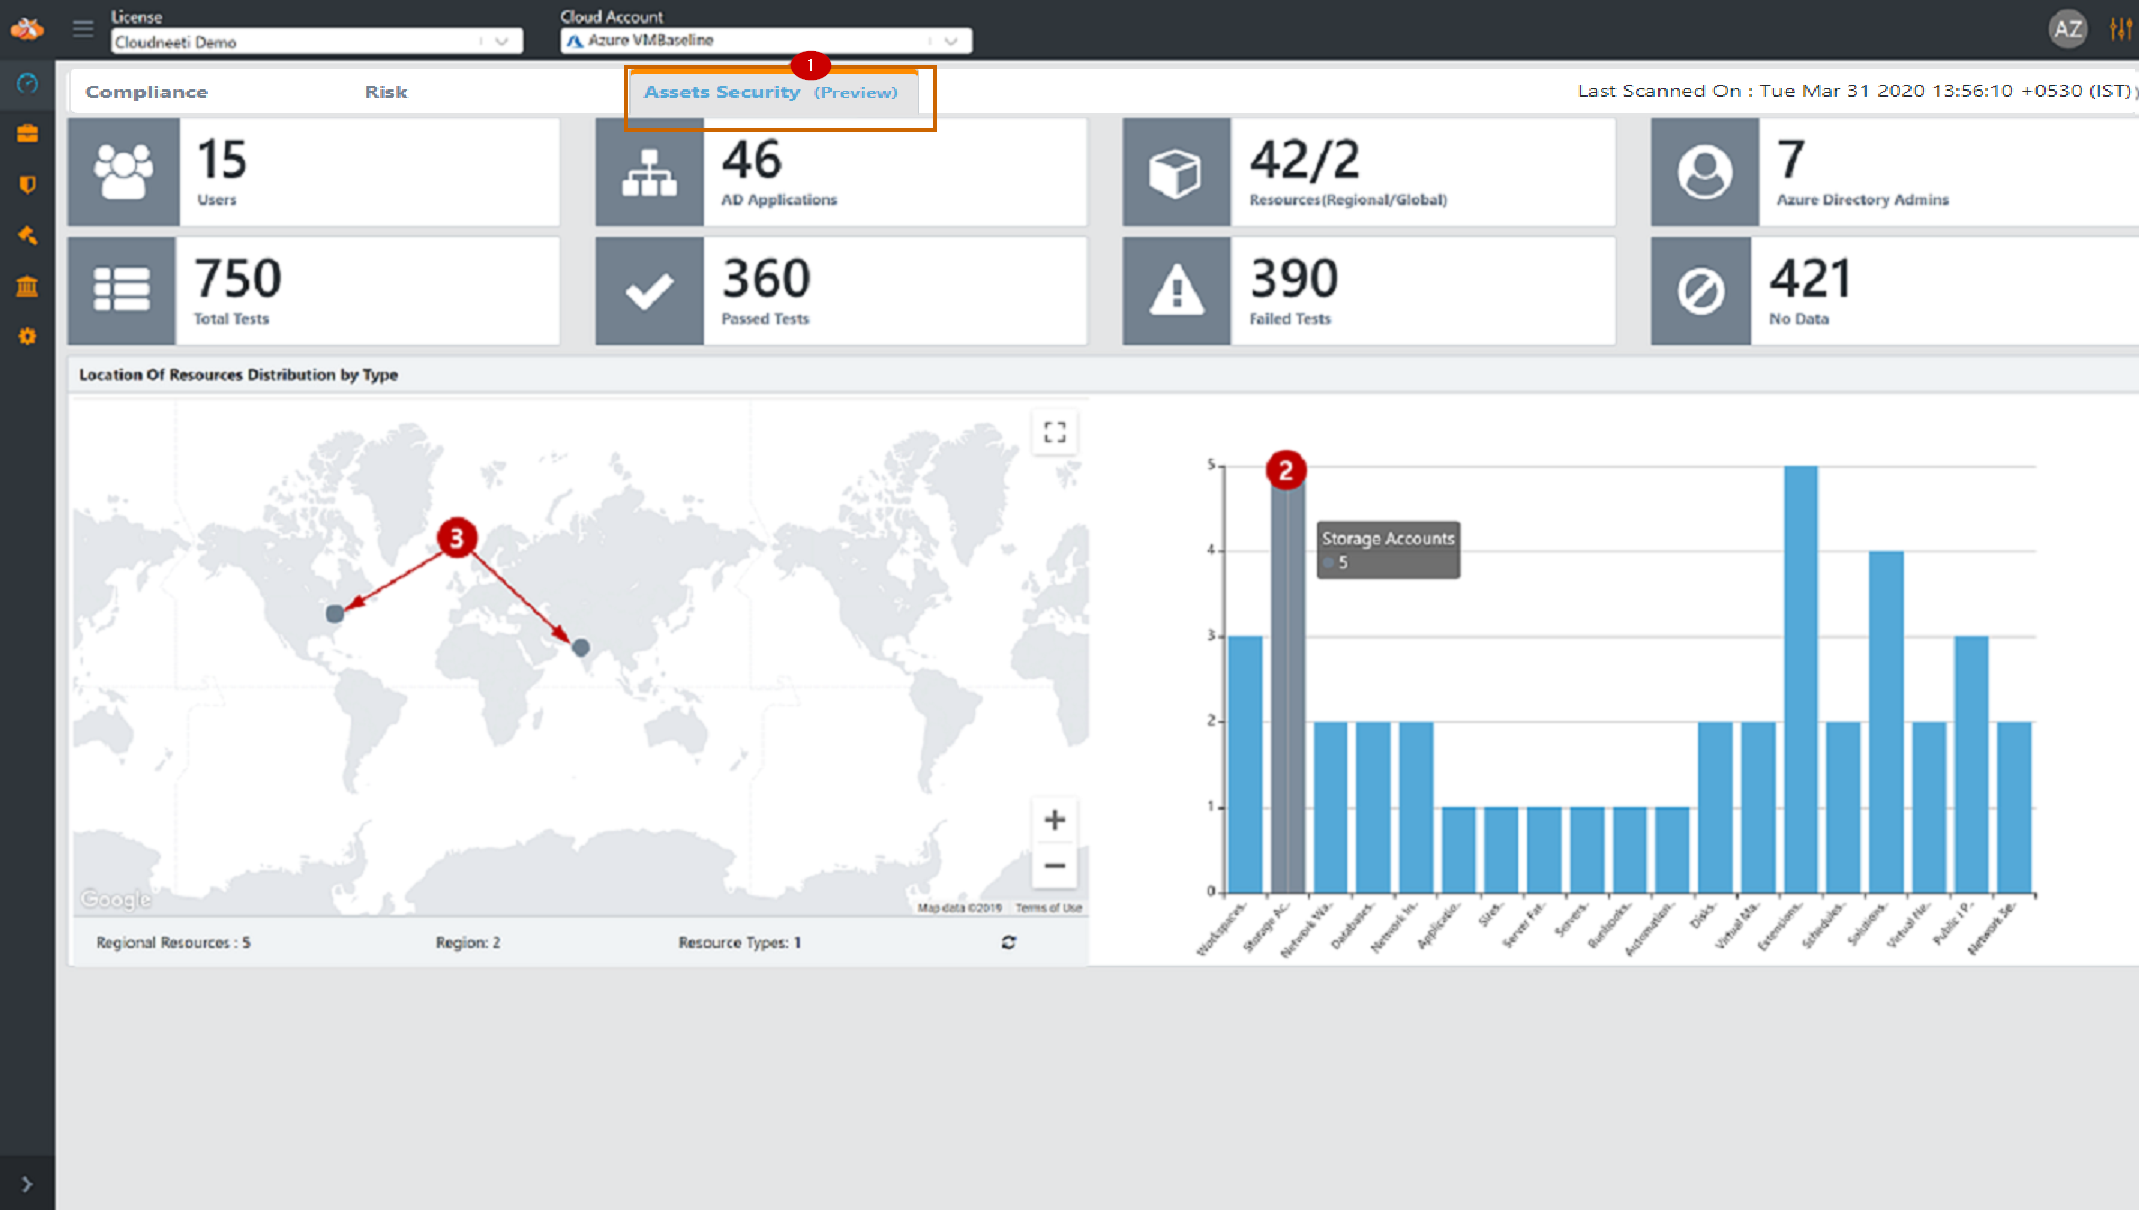 License
Cloud Account
Cloudneeti Demo
Azure VMBaseline
AZ
1
Compliance
Risk
Assets Security (Preview)
Last Scanned On : Tue Mar 31 2020 13:56:10 +0530 (IST)
15
Users
46
AD Applications
42/2
Resources(Regional/Global)
7
Azure Directory Admins
750
Total Tests
360
Passed Tests
390
Failed Tests
421
No Data
Location Of Resources Distribution by Type
3
Google
Map data ©2019
Terms of Use
Regional Resources : 5
Region: 2
Resource Types: 1
2
Storage Accounts
5
5
4
3
2
1
0
Workspaces..
Storage Ac..
Network Wa..
Databases..
Network In..
Applicatio..
Sites..
Server Far..
Servers..
Runbooks..
Automation..
Disks..
Virtual Ma..
Extensions..
Schedules..
Solutions..
Virtual Ne..
Public I P..
Network Se..